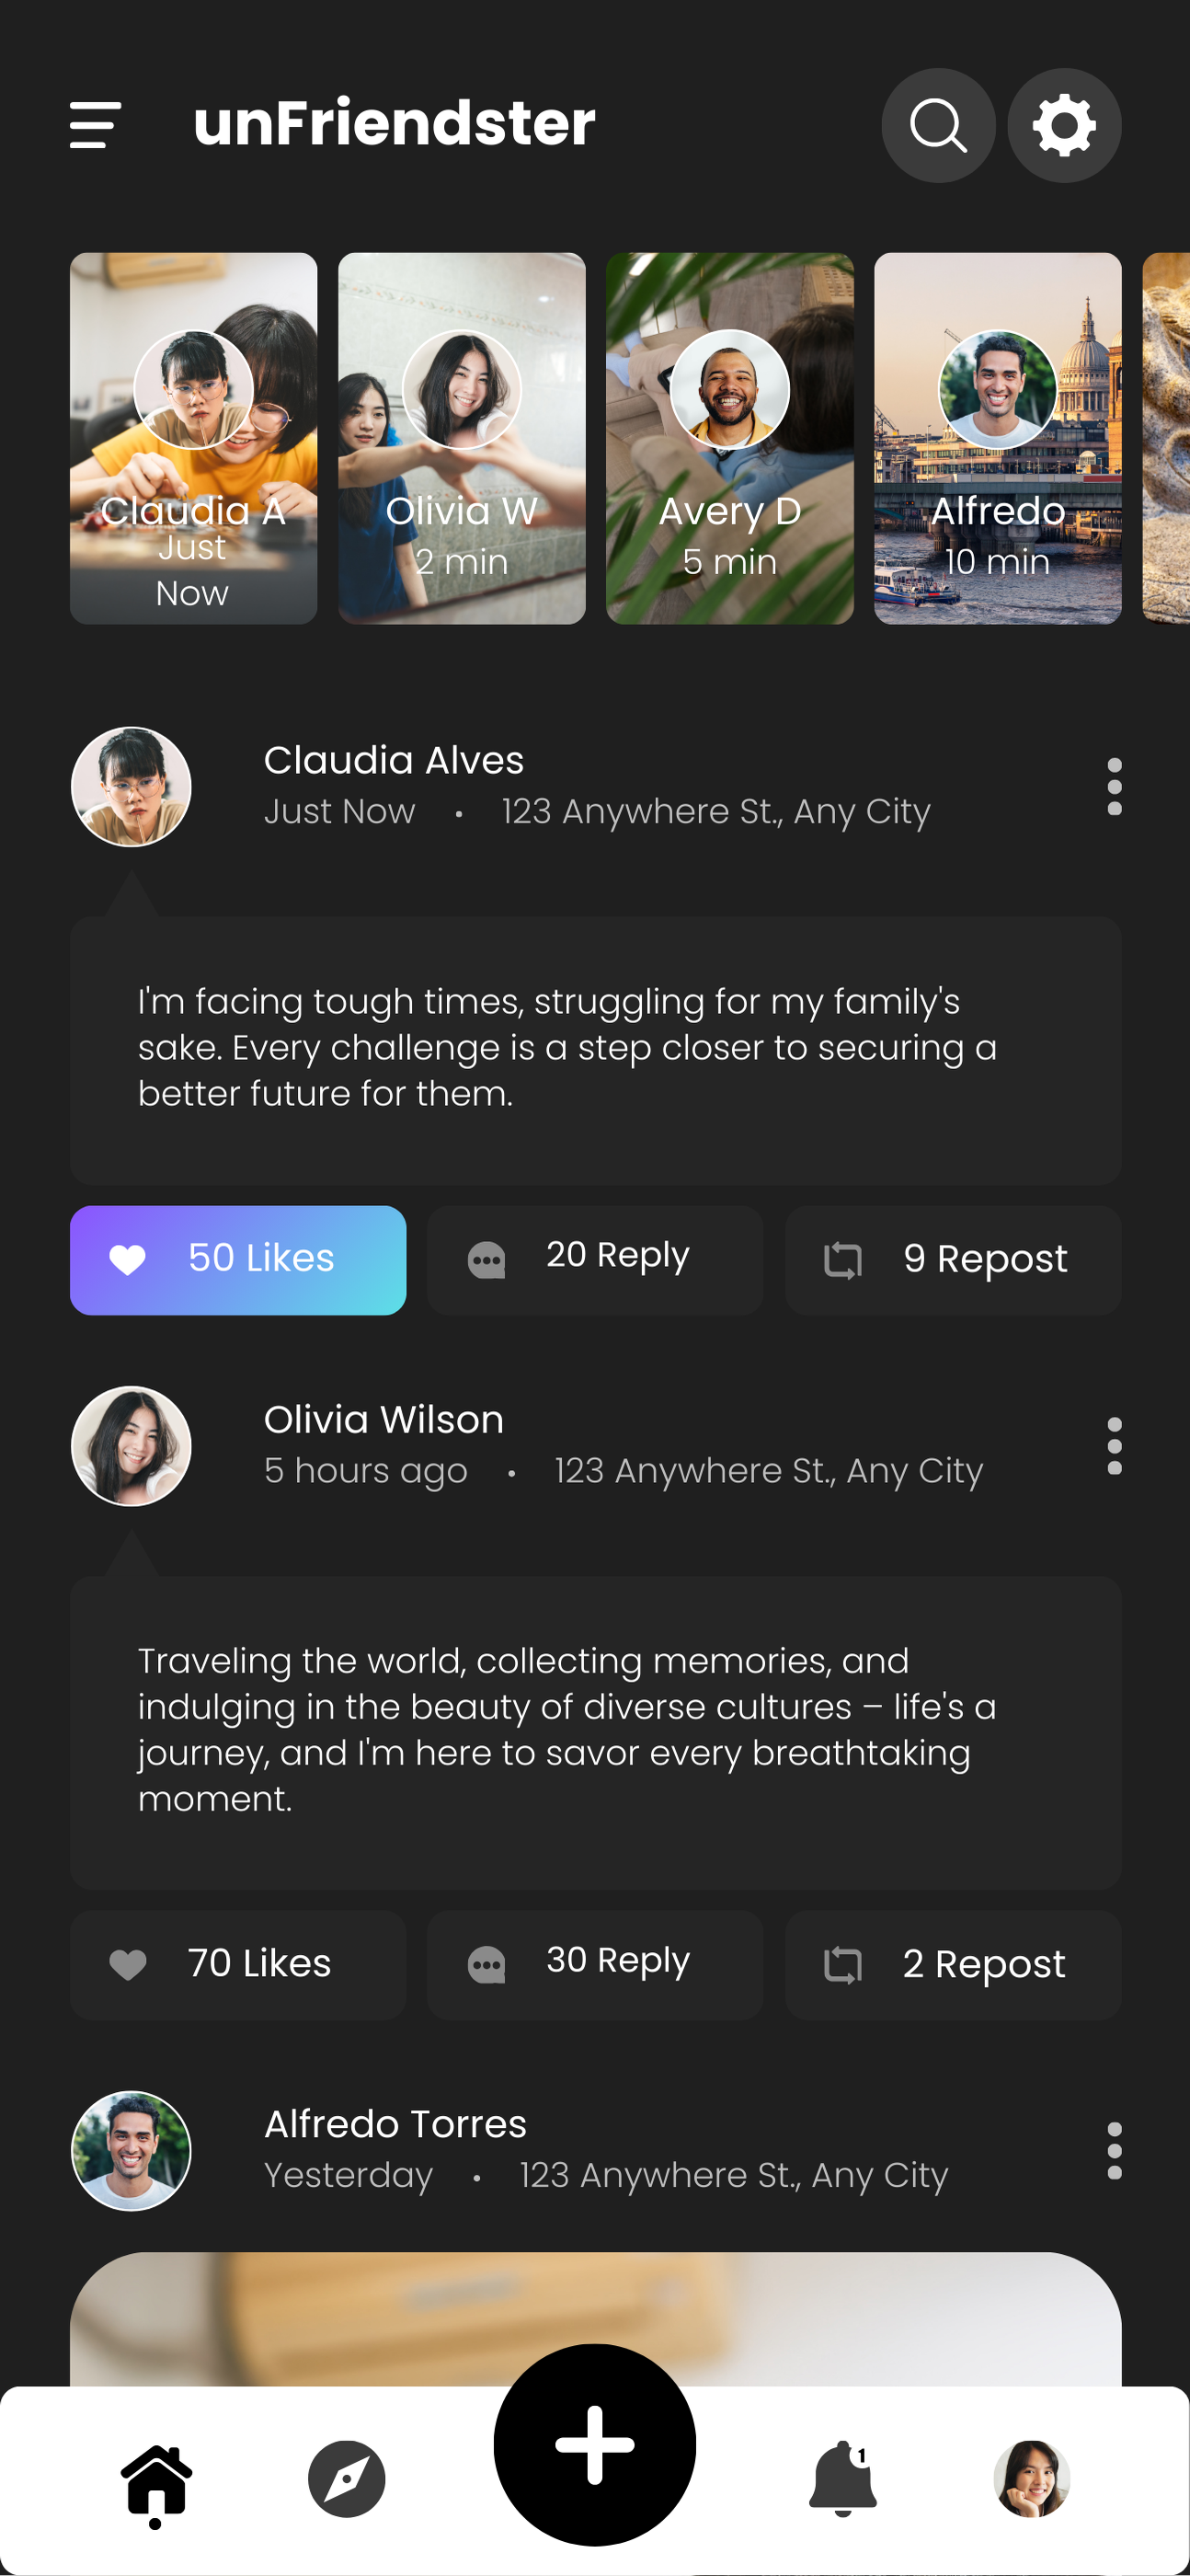 unFriendster
Claudia A
Just
Now
Olivia W
2 min
Avery D
5 min
Alfredo
10 min
Claudia Alves
Just Now • 123 Anywhere St., Any City
I'm facing tough times, struggling for my family's
sake. Every challenge is a step closer to securing a
better future for them.
50 Likes
20 Reply
9 Repost
Olivia Wilson
5 hours ago • 123 Anywhere St., Any City
Traveling the world, collecting memories, and
indulging in the beauty of diverse cultures – life's a
journey, and I'm here to savor every breathtaking
moment.
70 Likes
30 Reply
2 Repost
Alfredo Torres
Yesterday • 123 Anywhere St., Any City
1